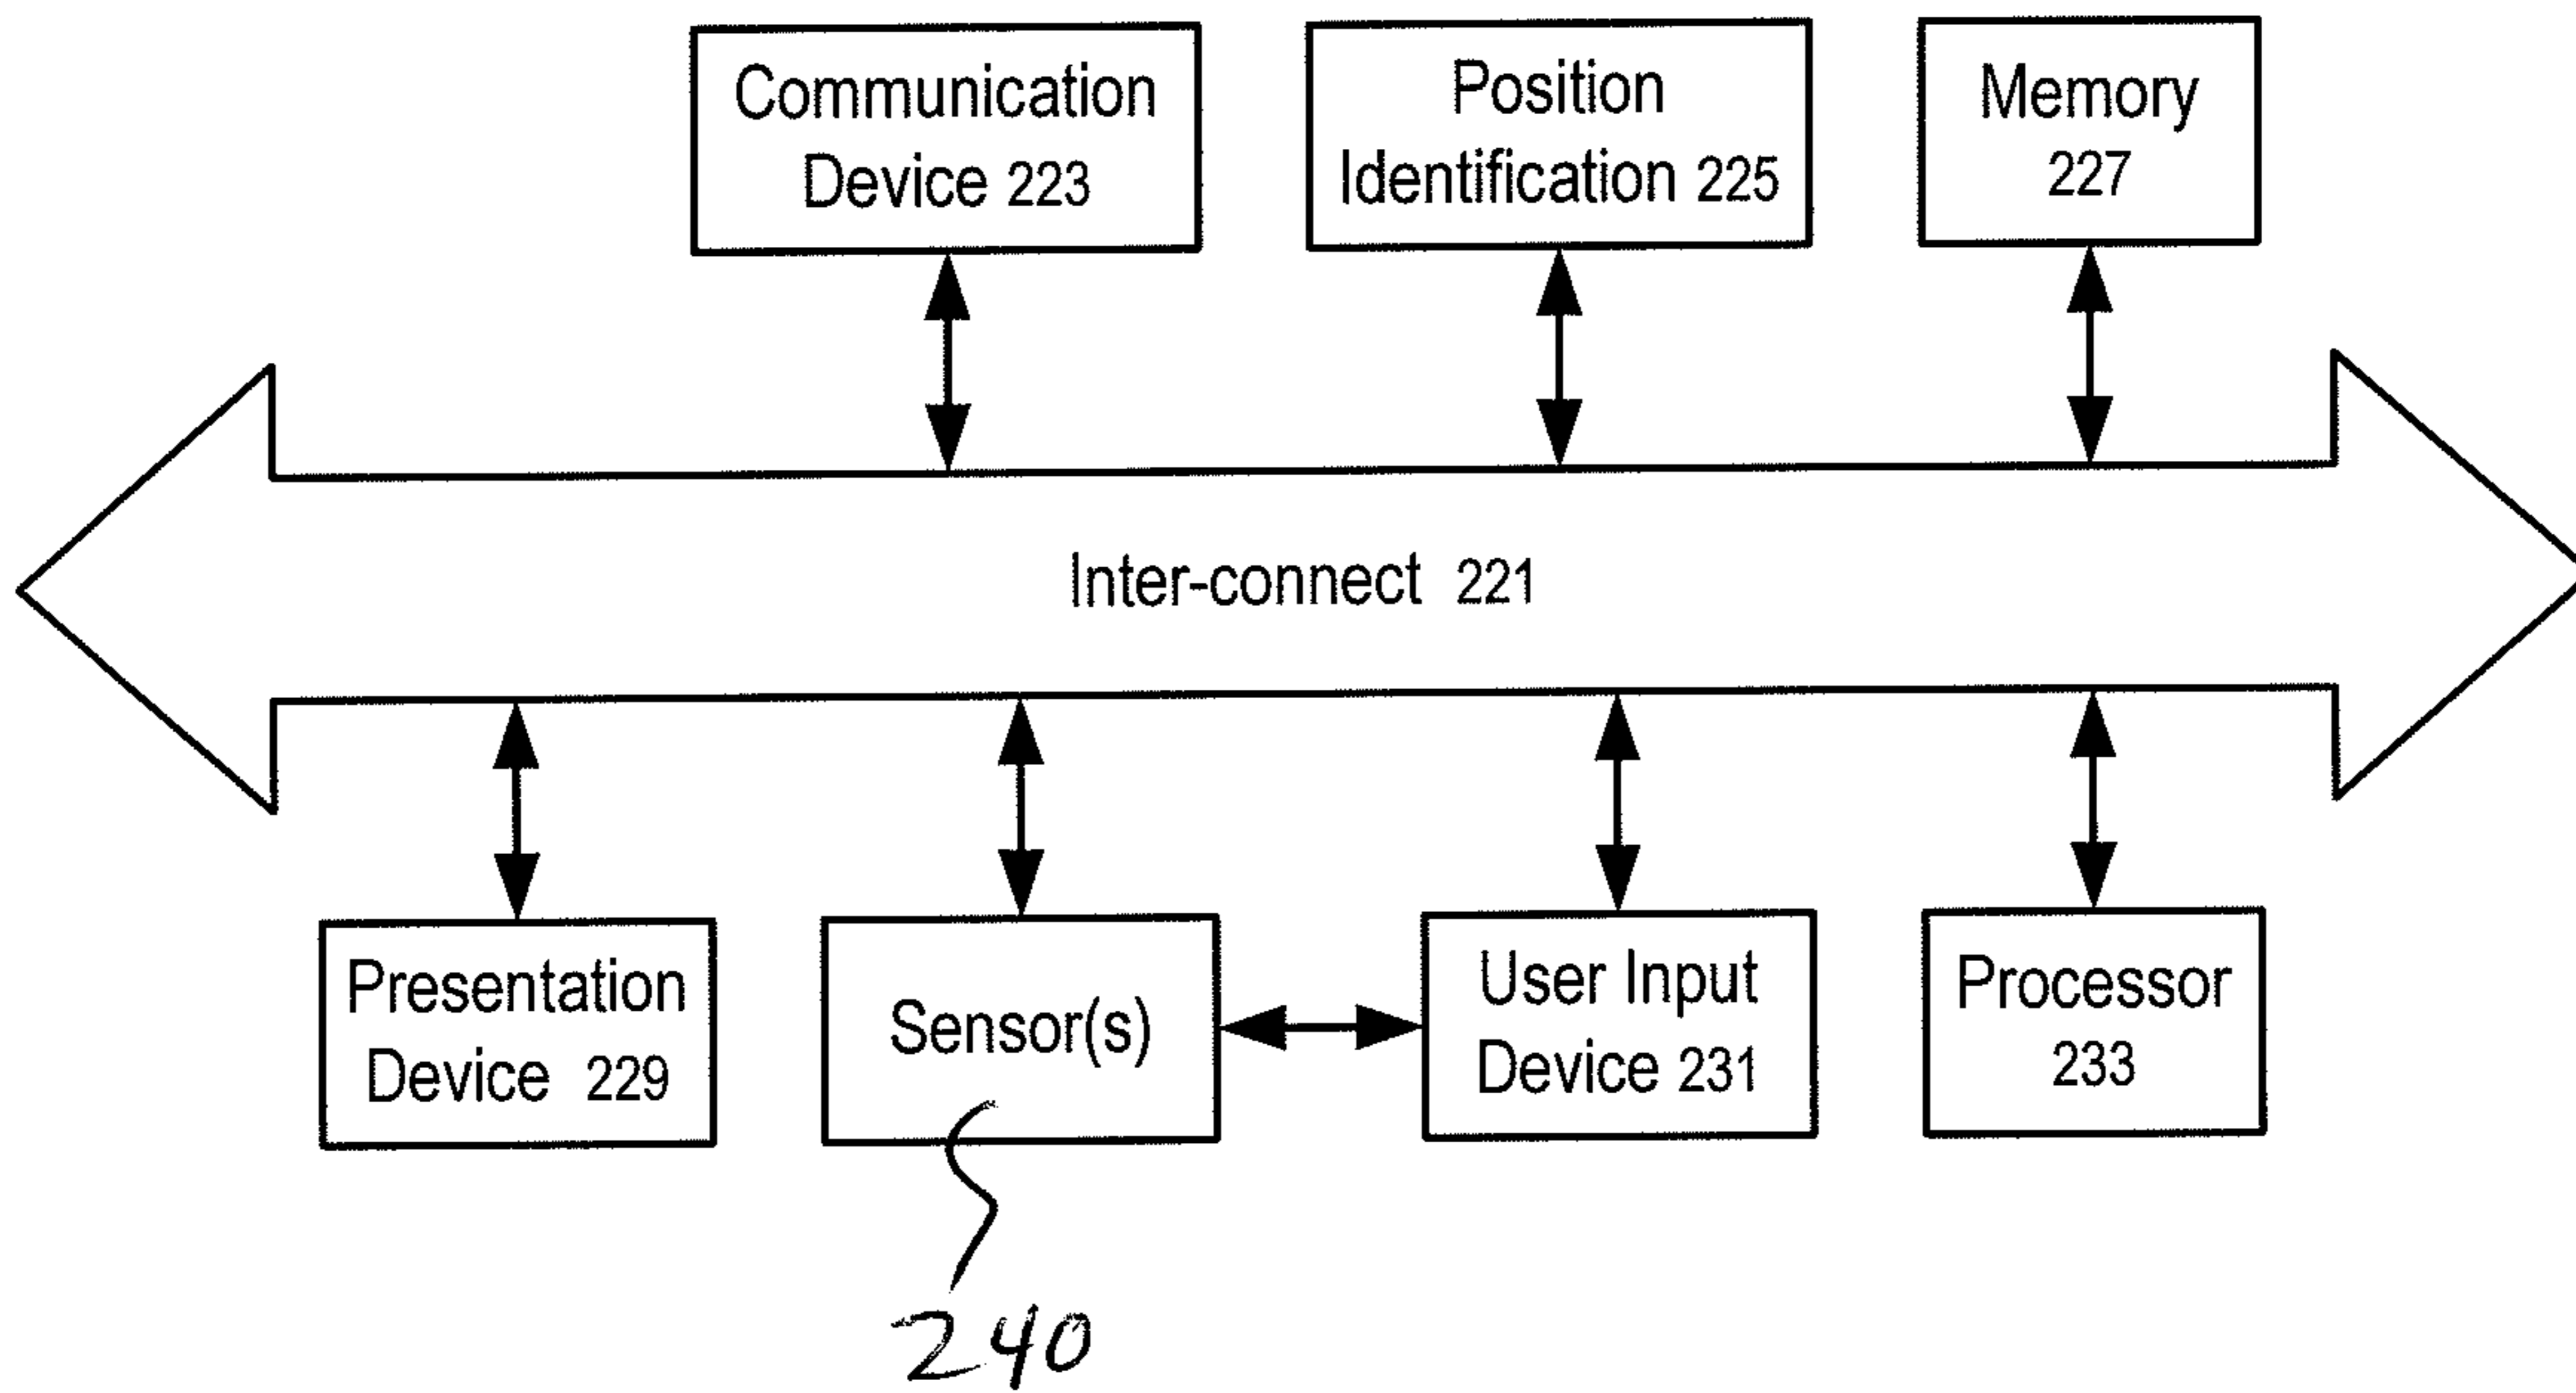 Communication
Device 223
Position
Identification 225
Memory
227
Inter-connect 221
Presentation
Device 229
Sensor(s)
User Input
Device 231
Processor
233
240